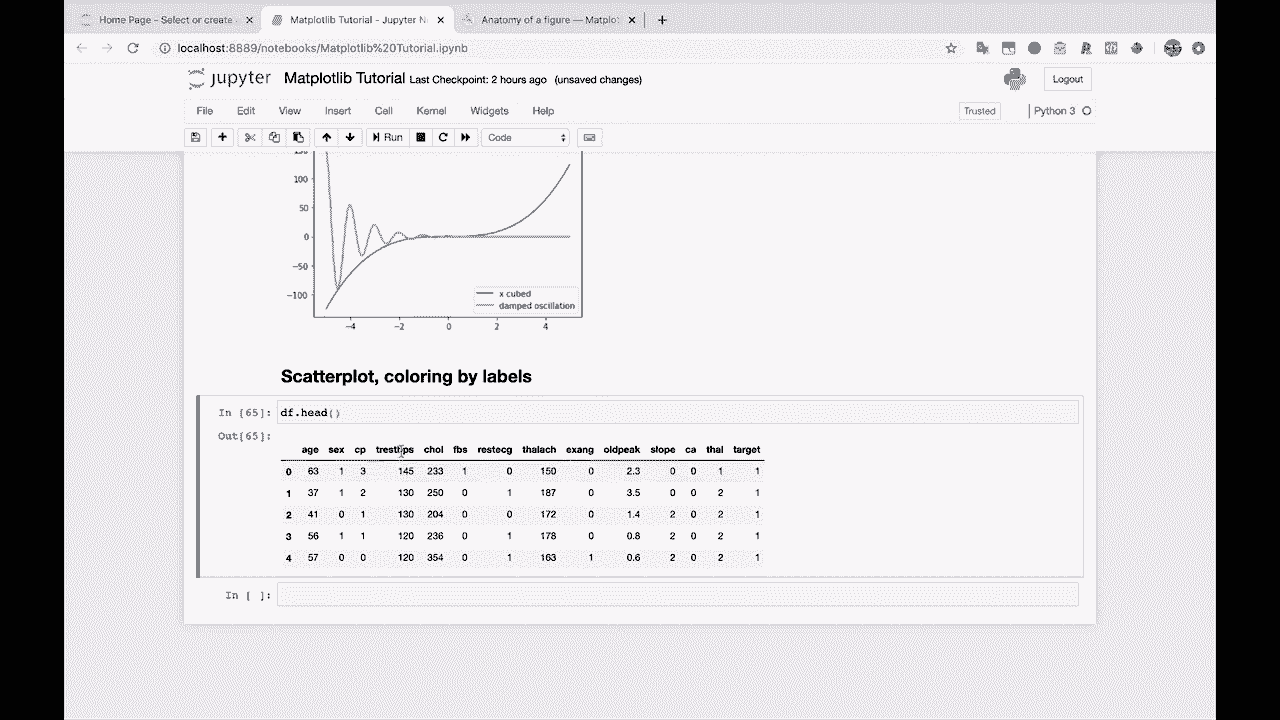 Home Page - Select or create
Matplotlib Tutorial - Jupyter N
Anatomy of a figure — Matplot
localhost:8889/notebooks/Matplotlib%20Tutorial.ipynb
jupyter Matplotlib Tutorial Last Checkpoint: 2 hours ago (unsaved changes)
Logout
File Edit View Insert Cell Kernel Widgets Help
Trusted
Python 3
Run
Code
100
50
0
−50
−100
x cubed
damped oscillation
−4 −2 0 2 4
Scatterplot, coloring by labels
In [65]: df.head()
Out[65]:
age sex cp trestbps chol fbs restecg thalach exang oldpeak slope ca thal target
0 63 1 3 145 233 1 0 150 0 2.3 0 0 1 1
1 37 1 2 130 250 0 1 187 0 3.5 0 0 2 1
2 41 0 1 130 204 0 0 172 0 1.4 2 0 2 1
3 56 1 1 120 236 0 1 178 0 0.8 2 0 2 1
4 57 0 0 120 354 0 1 163 1 0.6 2 0 2 1
In [ ]: